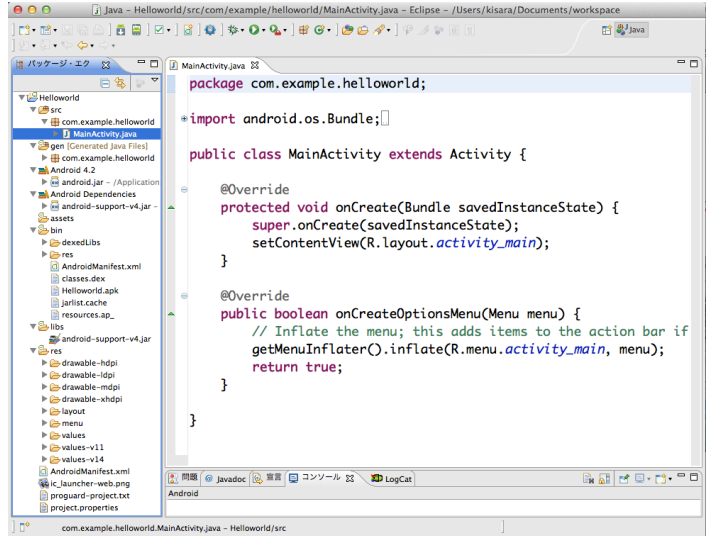 Java – Helloworld/src/com/example/helloworld/MainActivity.java – Eclipse – /Users/kisara/Documents/workspace
Java
パッケージ・エク
Helloworld
src
com.example.helloworld
MainActivity.java
gen [Generated Java Files]
com.example.helloworld
Android 4.2
android.jar – /Application
Android Dependencies
android-support-v4.jar –
assets
bin
dexedLibs
res
AndroidManifest.xml
classes.dex
Helloworld.apk
jarlist.cache
resources.ap_
libs
android-support-v4.jar
res
drawable-hdpi
drawable-ldpi
drawable-mdpi
drawable-xhdpi
layout
menu
values
values-v11
values-v14
AndroidManifest.xml
ic_launcher-web.png
proguard-project.txt
project.properties
MainActivity.java
package com.example.helloworld;
import android.os.Bundle;
public class MainActivity extends Activity {
@Override
protected void onCreate(Bundle savedInstanceState) {
super.onCreate(savedInstanceState);
setContentView(R.layout.activity_main);
}
@Override
public boolean onCreateOptionsMenu(Menu menu) {
// Inflate the menu; this adds items to the action bar if
getMenuInflater().inflate(R.menu.activity_main, menu);
return true;
}
}
問題 @ Javadoc 宣言 コンソール LogCat
Android
com.example.helloworld.MainActivity.java – Helloworld/src